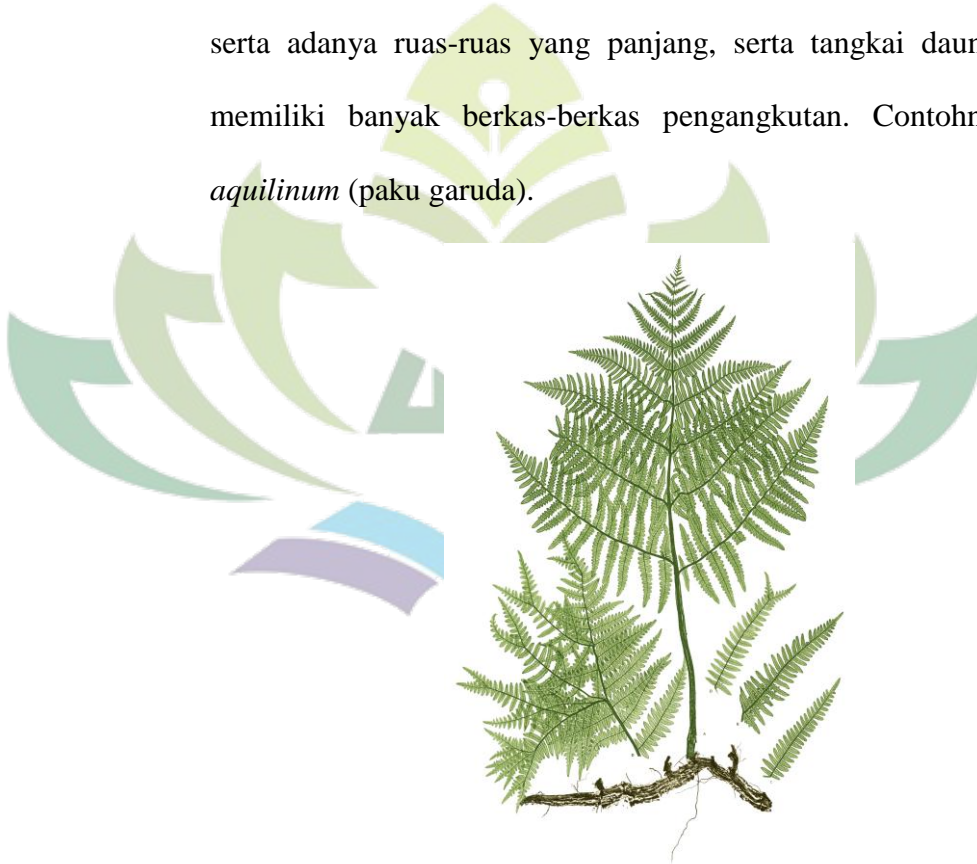 serta adanya ruas-ruas yang panjang, serta tangkai daun
memiliki banyak berkas-berkas pengangkutan. Contohn
aquilinum (paku garuda).